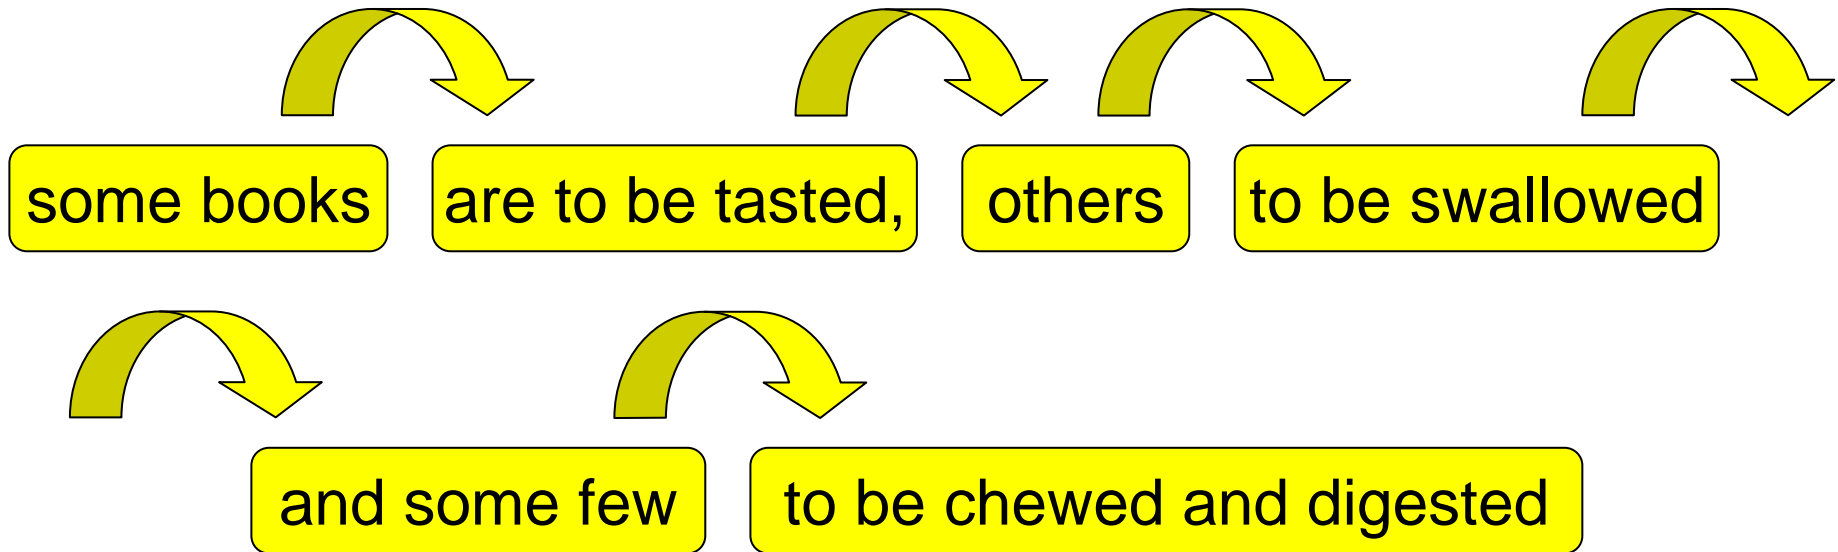 some books are to be tasted, others to be swallowed
and some few to be chewed and digested